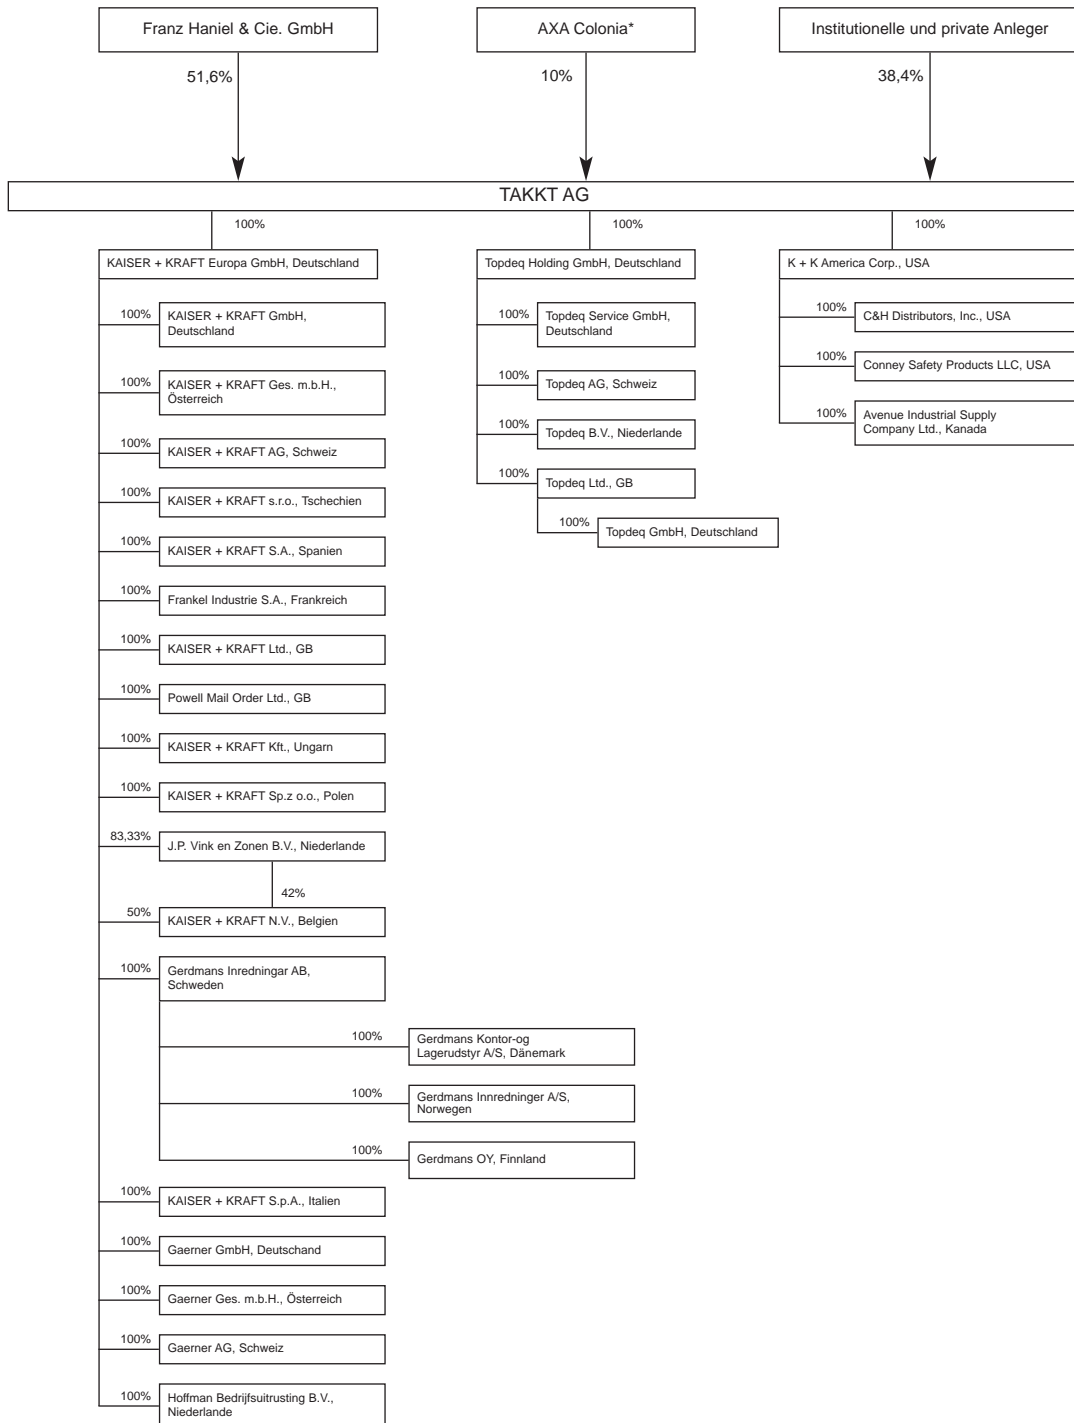 Franz Haniel & Cie. GmbH
AXA Colonia*
Institutionelle und private Anleger
51,6%
10%
38,4%
TAKKT AG
100%
100%
100%
KAISER + KRAFT Europa GmbH, Deutschland
Topdeq Holding GmbH, Deutschland
K + K America Corp., USA
100%
KAISER + KRAFT GmbH,
Deutschland
100%
KAISER + KRAFT Ges. m.b.H.,
Österreich
100%
KAISER + KRAFT AG, Schweiz
100%
KAISER + KRAFT s.r.o., Tschechien
100%
KAISER + KRAFT S.A., Spanien
100%
Frankel Industrie S.A., Frankreich
100%
KAISER + KRAFT Ltd., GB
100%
Powell Mail Order Ltd., GB
100%
KAISER + KRAFT Kft., Ungarn
100%
KAISER + KRAFT Sp.z o.o., Polen
83,33%
J.P. Vink en Zonen B.V., Niederlande
42%
50%
KAISER + KRAFT N.V., Belgien
100%
Gerdmans Inredningar AB,
Schweden
100%
Gerdmans Kontor-og
Lagerudstyr A/S, Dänemark
100%
Gerdmans Innredninger A/S,
Norwegen
100%
Gerdmans OY, Finnland
100%
KAISER + KRAFT S.p.A., Italien
100%
Gaerner GmbH, Deutschand
100%
Gaerner Ges. m.b.H., Österreich
100%
Gaerner AG, Schweiz
100%
Hoffman Bedrijfsuitrusting B.V.,
Niederlande
100%
Topdeq Service GmbH,
Deutschland
100%
Topdeq AG, Schweiz
100%
Topdeq B.V., Niederlande
100%
Topdeq Ltd., GB
100%
Topdeq GmbH, Deutschland
100%
C&H Distributors, Inc., USA
100%
Conney Safety Products LLC, USA
100%
Avenue Industrial Supply
Company Ltd., Kanada